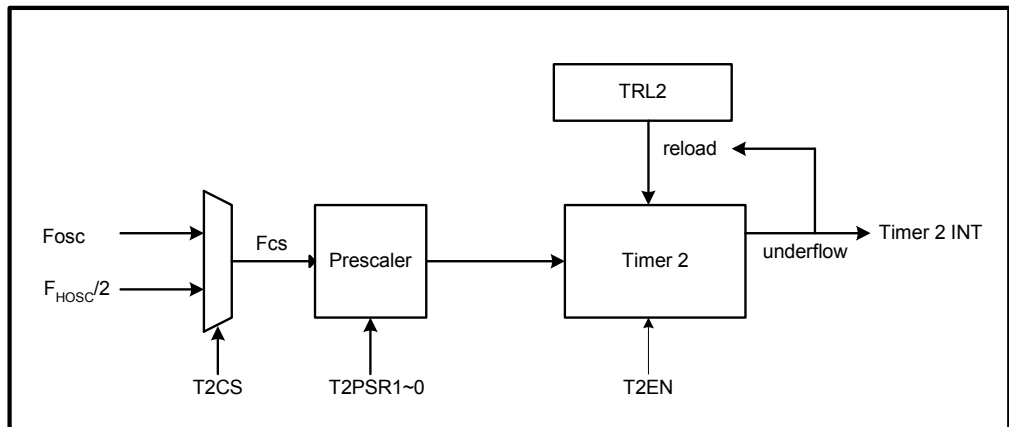 TRL2
reload
Fosc
Fcs
Prescaler
Timer 2
Timer 2 INT
underflow
FHOSC/2
T2CS
T2PSR1~0
T2EN